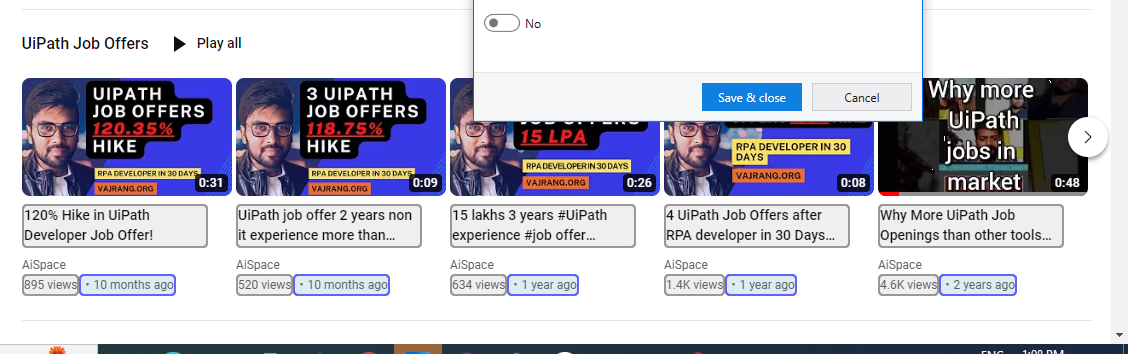 No
Save & close
Cancel
UiPath Job Offers
Play all
UIPATH
JOB OFFERS
120.35%
HIKE
RPA DEVELOPER IN 30 DAYS
VAJRANG.ORG
0:31
3 UIPATH
JOB OFFERS
118.75%
HIKE
RPA DEVELOPER IN 30 DAYS
VAJRANG.ORG
0:09
15 LPA
RPA DEVELOPER IN 30 DAYS
VAJRANG.ORG
0:26
RPA DEVELOPER IN 30
DAYS
VAJRANG.ORG
0:08
Why more
UiPath
jobs in
market
0:48
120% Hike in UiPath
Developer Job Offer!
UiPath job offer 2 years non
it experience more than...
15 lakhs 3 years #UiPath
experience #job offer...
4 UiPath Job Offers after
RPA developer in 30 Days...
Why More UiPath Job
Openings than other tools...
AiSpace
895 views • 10 months ago
AiSpace
520 views • 10 months ago
AiSpace
634 views • 1 year ago
AiSpace
1.4K views • 1 year ago
AiSpace
4.6K views • 2 years ago
ENG
1:08 PM